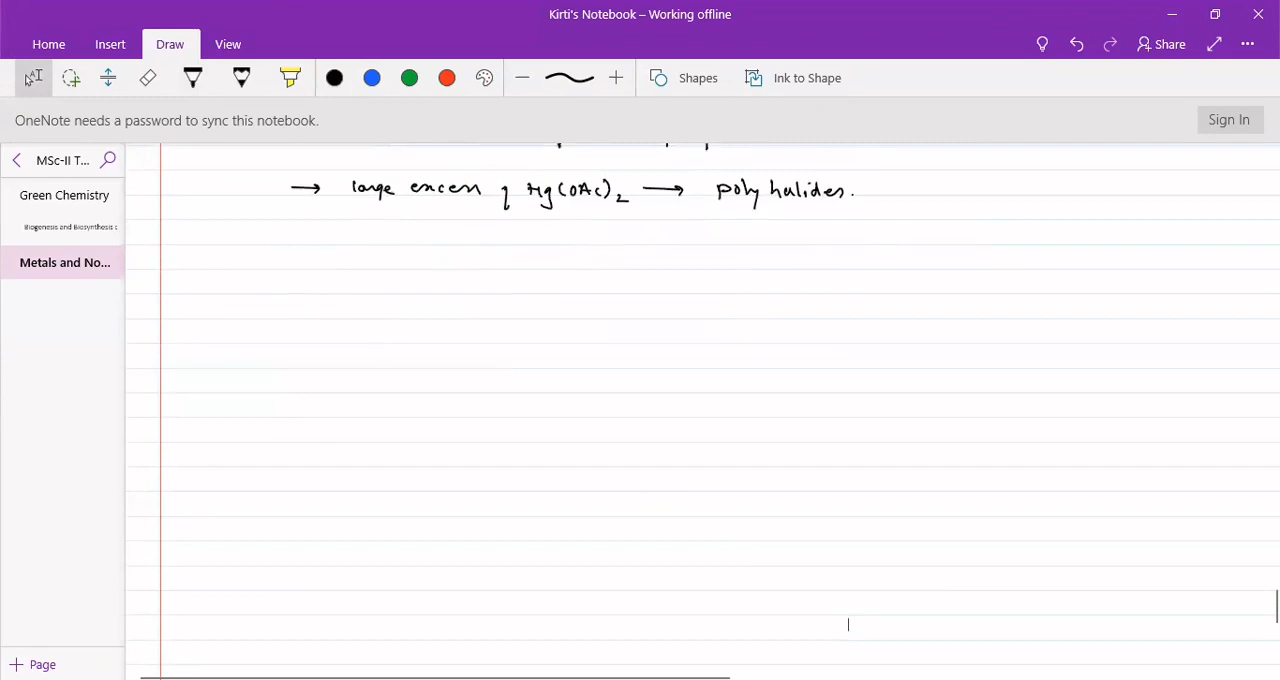 Kirti's Notebook – Working offline
Home Insert Draw View
Share
Shapes Ink to Shape
OneNote needs a password to sync this notebook.
Sign In
MSc-II T...
Green Chemistry
Biogenesis and Biosynthesis
Metals and No...
→ large excess of Hg(OAc)2 → poly halides.
+ Page